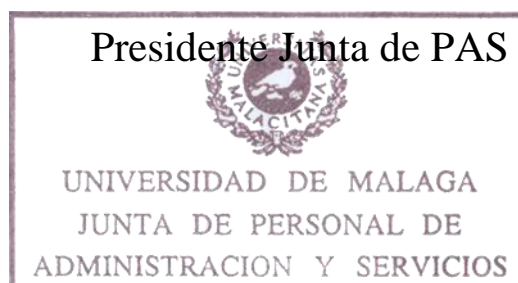 Presidente Junta de PAS
UNIVERSIDAD DE MALAGA
JUNTA DE PERSONAL DE
ADMINISTRACION Y SERVICIOS